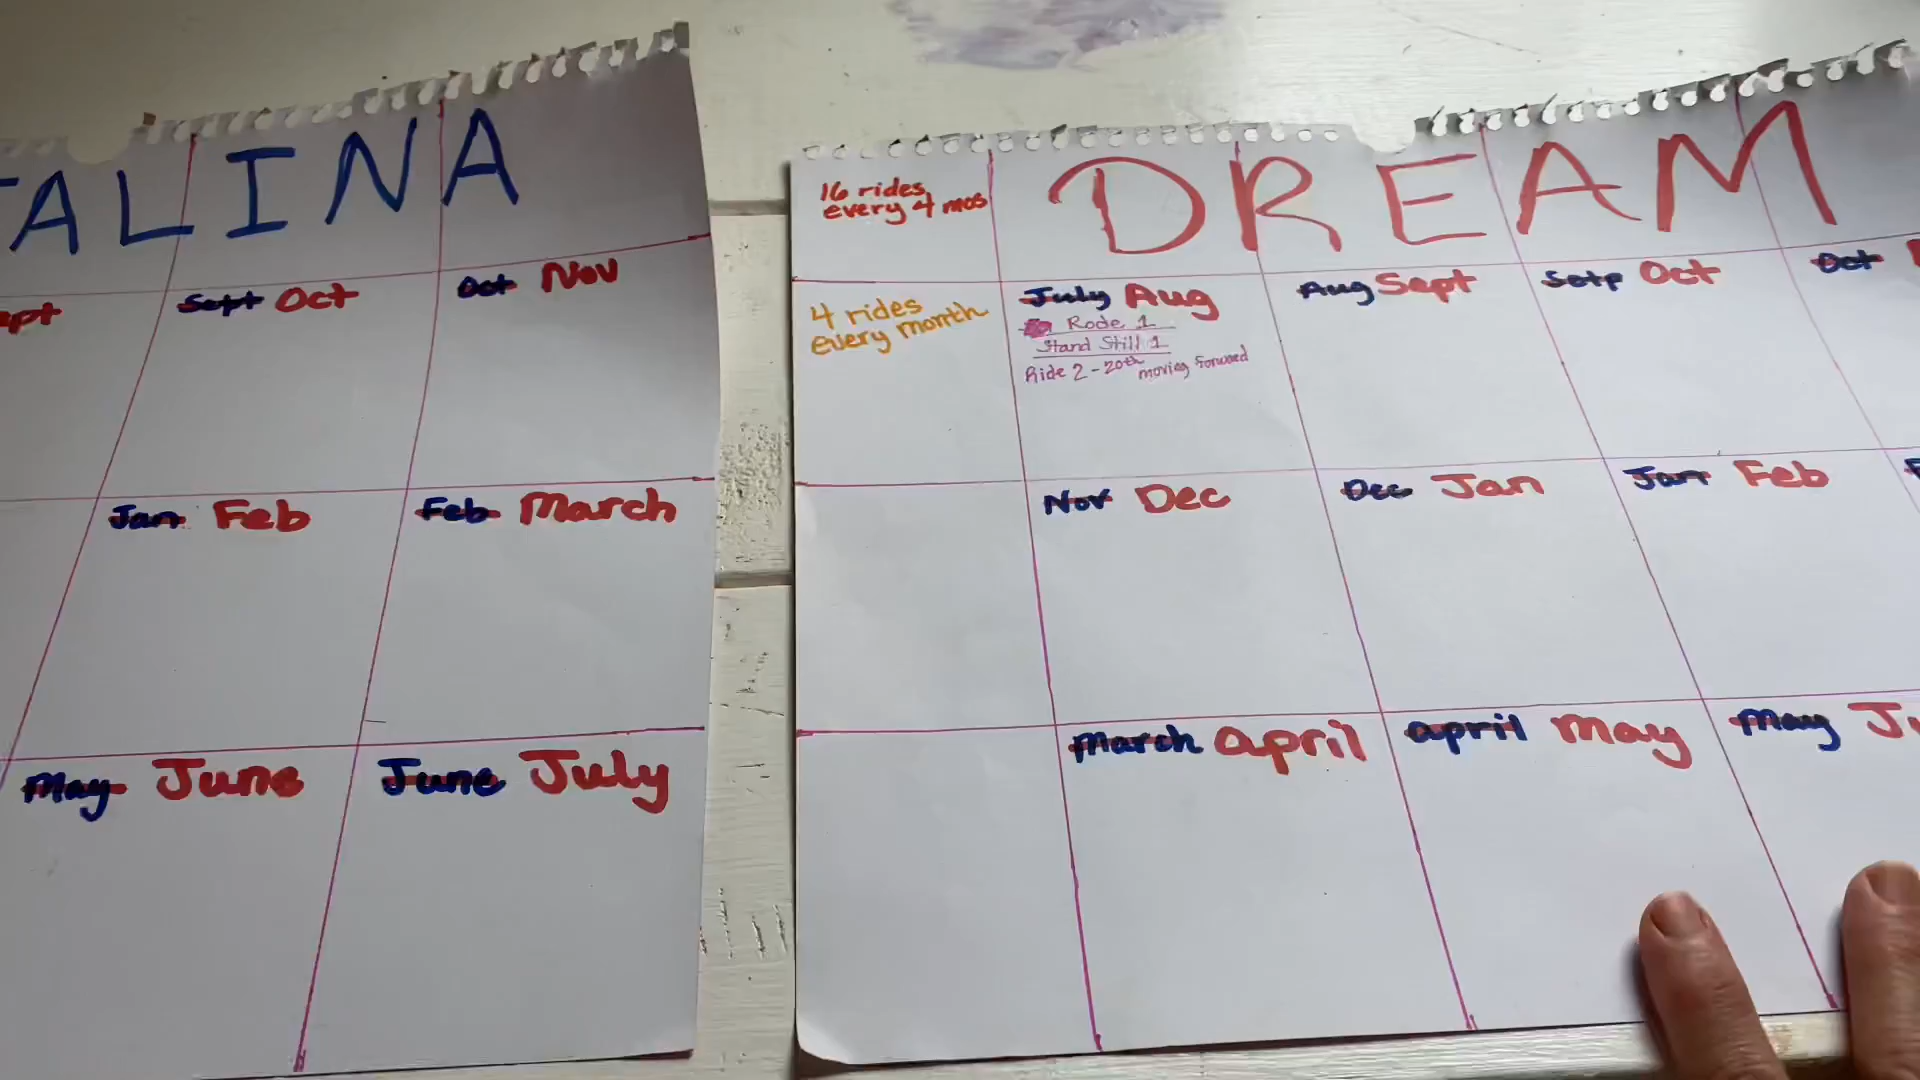 ALINA
Sept Oct
Oct Nov
Jan Feb
Feb March
May June
June July
16 rides
every 4 mos
DREAM
4 rides
every month
July Aug
Rode 1
Stand Still 1
Ride 2 - 20th moving forward
Aug Sept
Setp Oct
Oct
Nov Dec
Dec Jan
Jan Feb
March April
April May
May Ju